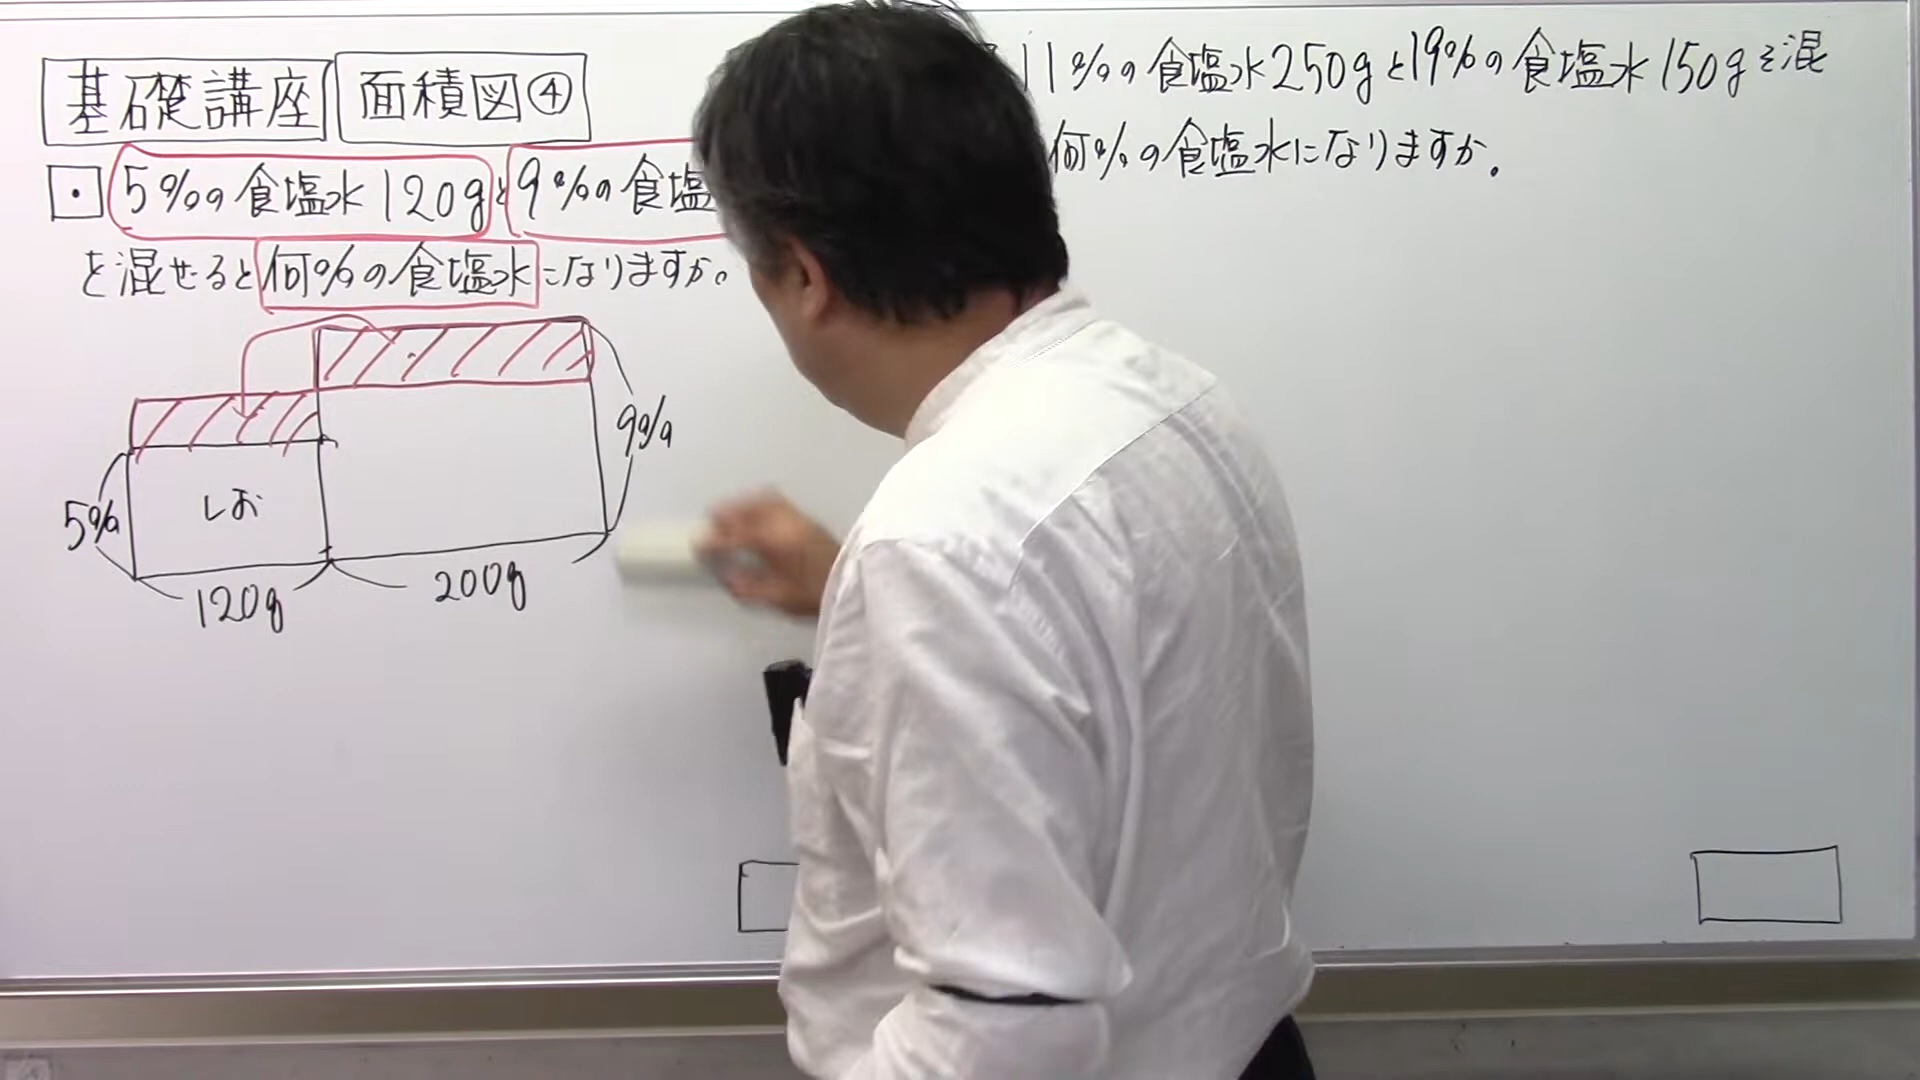 基礎講座 面積図④
・ 5%の食塩水120gと9%の食塩
を混ぜると何%の食塩水になりますか。
9%
しお
5%
120g
200g
11%の食塩水250gと19%の食塩水150gを混
何%の食塩水になりますか。